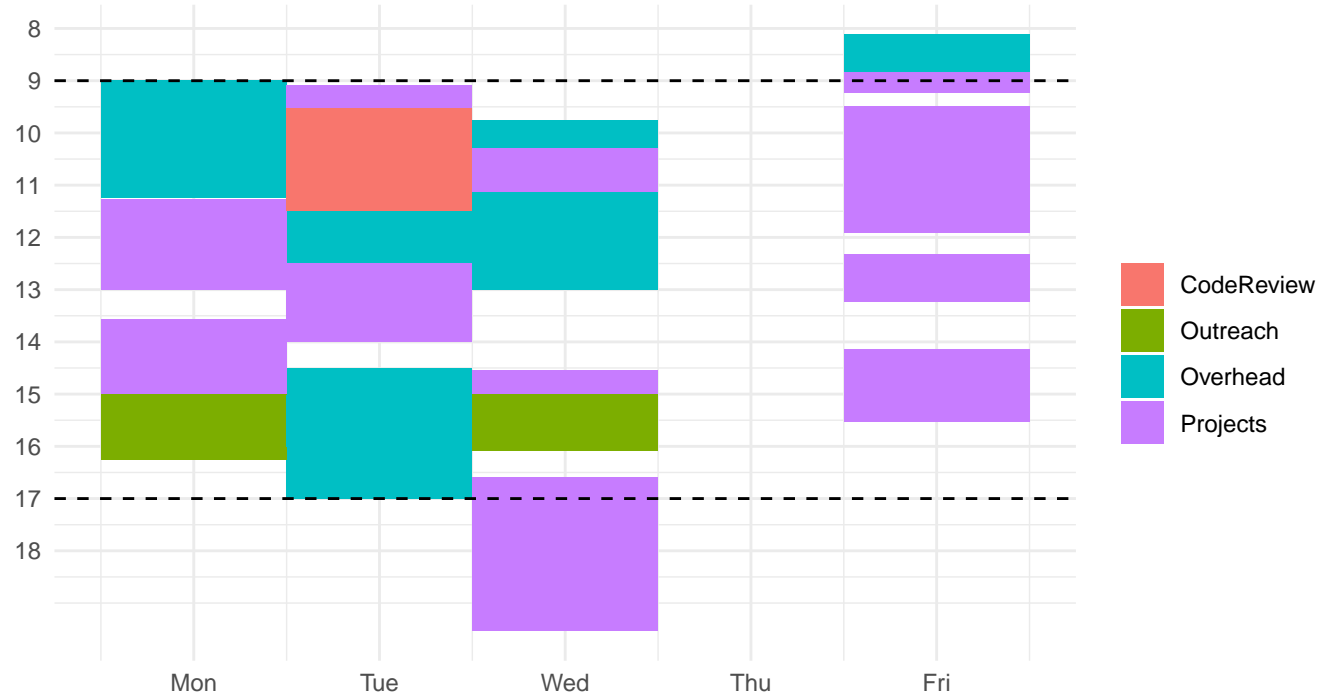 8
9
10
11
12
13
14
15
16
17
18
Mon Tue Wed Thu Fri
CodeReview
Outreach
Overhead
Projects